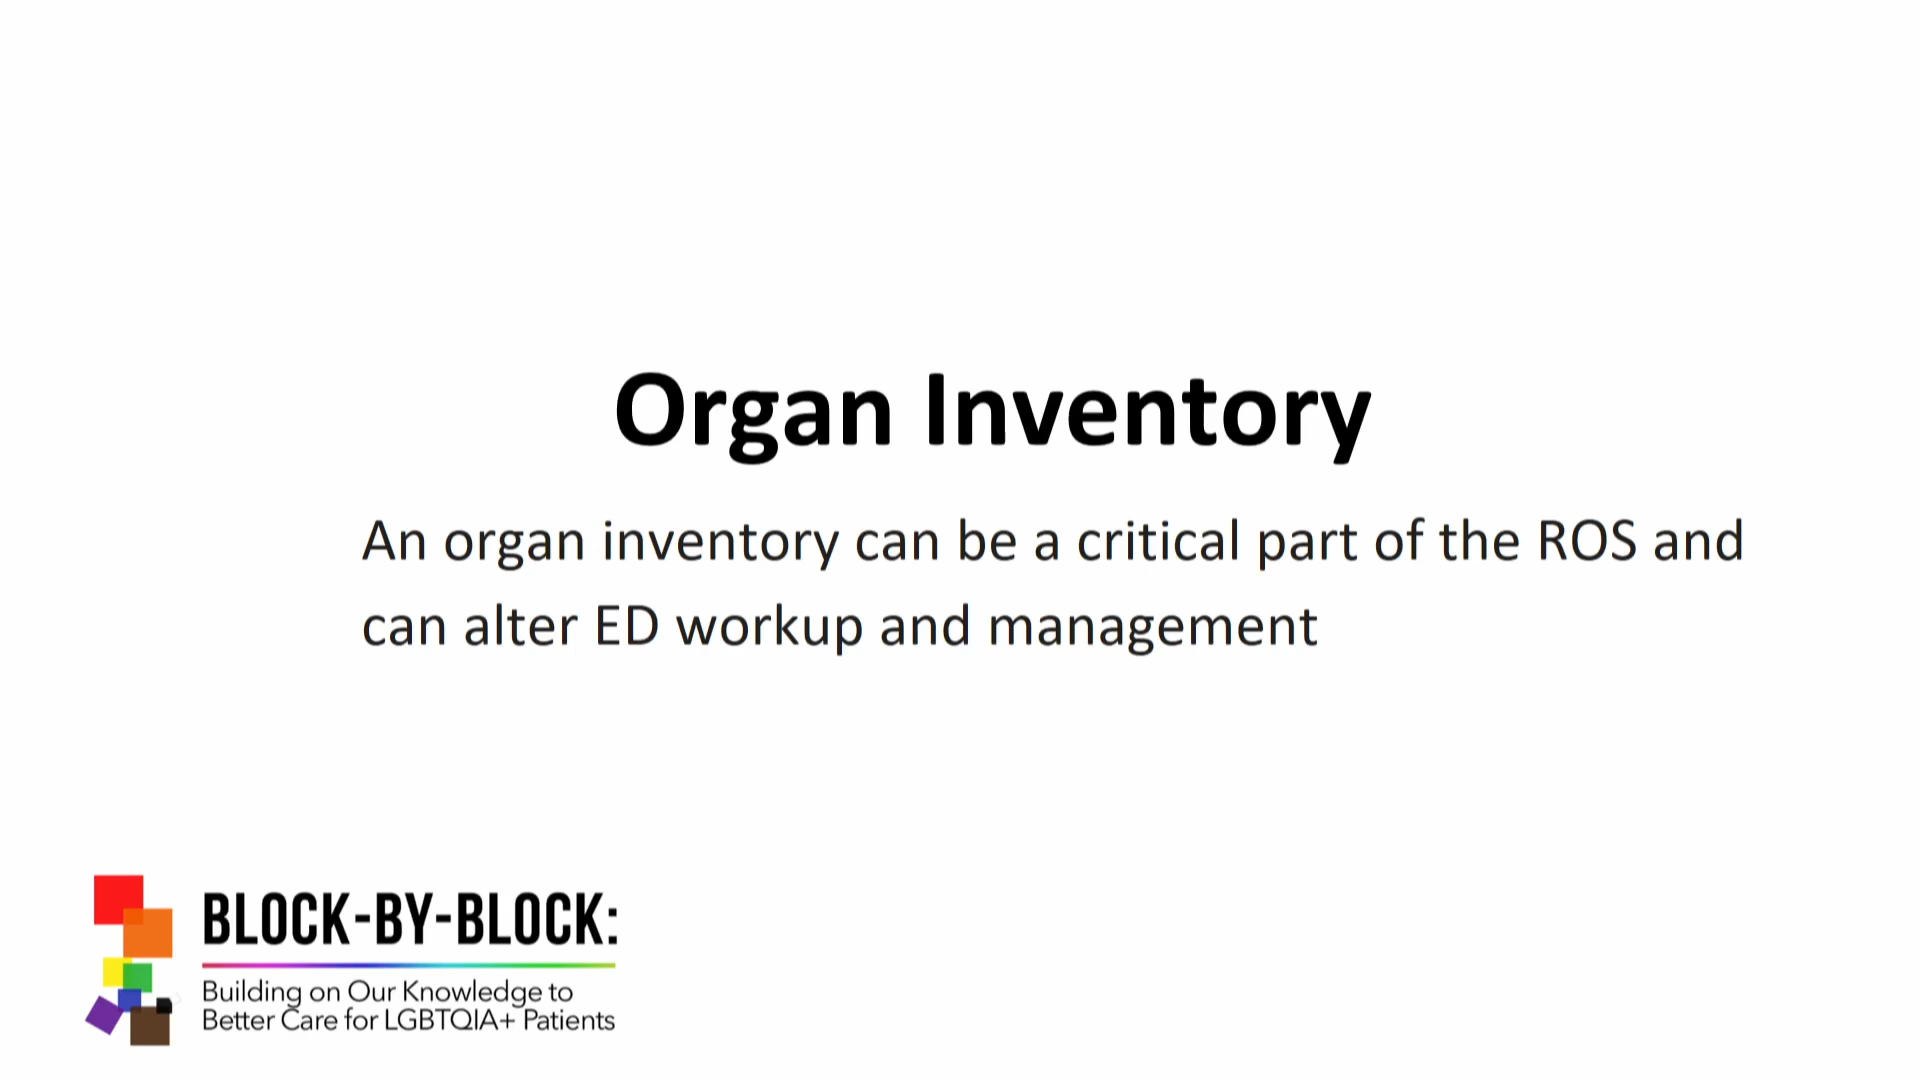 Organ Inventory
An organ inventory can be a critical part of the ROS and
can alter ED workup and management
BLOCK-BY-BLOCK:
Building on Our Knowledge to
Better Care for LGBTQIA+ Patients